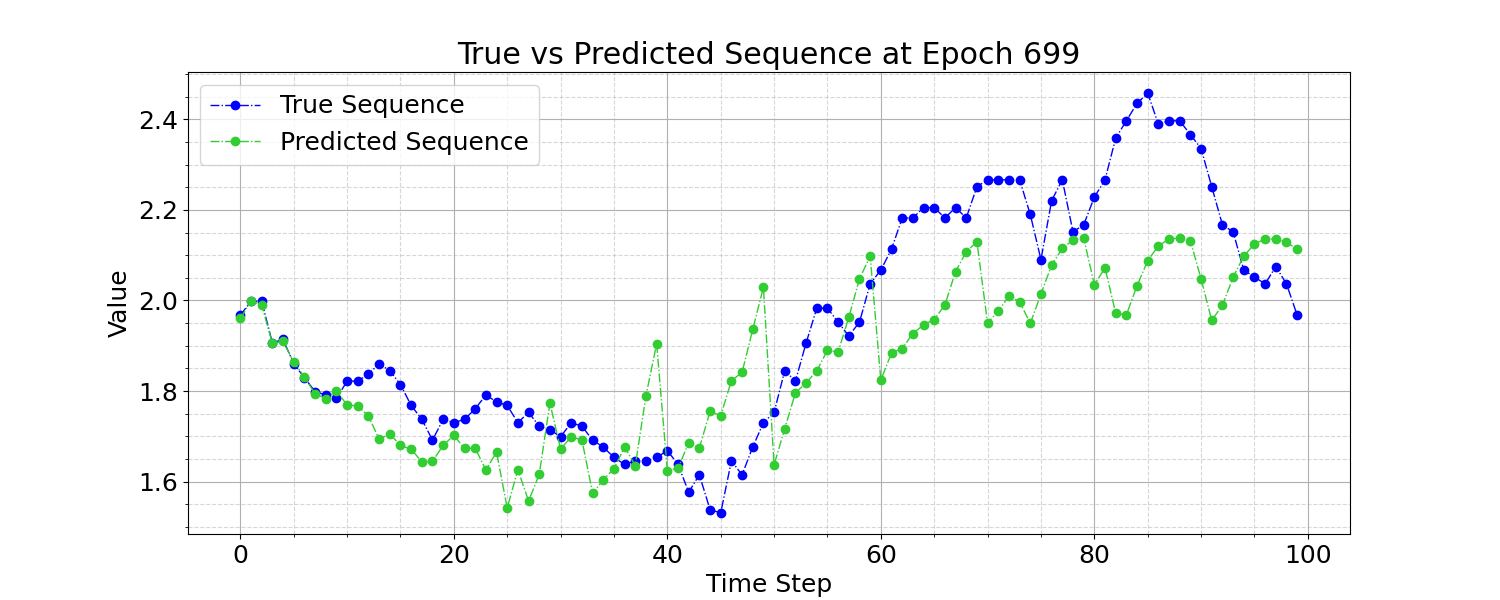 True vs Predicted Sequence at Epoch 699
True Sequence
Predicted Sequence
2.4
2.2
2.0
1.8
1.6
Value
0 20 40 60 80 100
Time Step